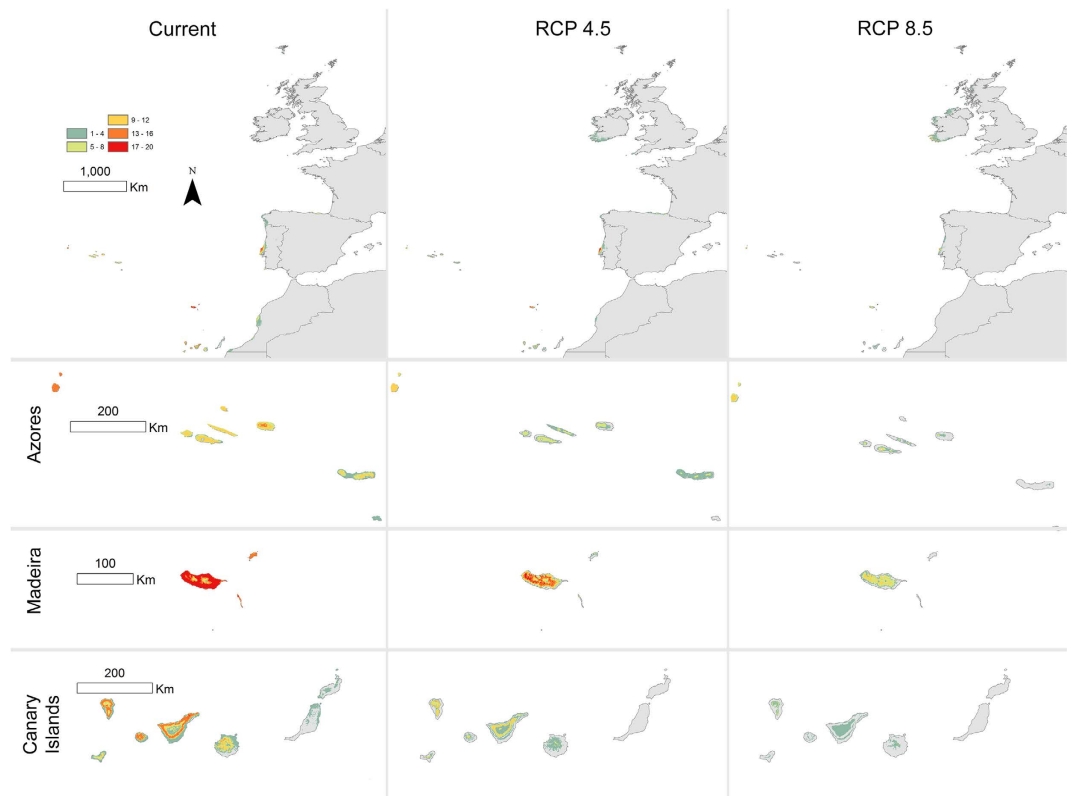 Current
RCP 4.5
RCP 8.5
9 - 12
1 - 4
13 - 16
5 - 8
17 - 20
1,000
Km
N
Azores
200
Km
Madeira
100
Km
Canary
Islands
200
Km